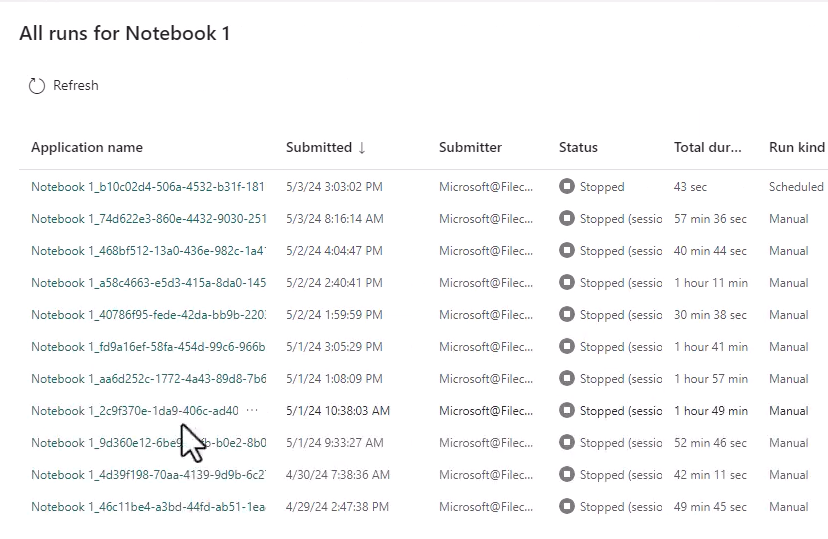 All runs for Notebook 1
Refresh
Application name Submitted ↓ Submitter Status Total dur... Run kind
Notebook 1_b10c02d4-506a-4532-b31f-181 5/3/24 3:03:02 PM Microsoft@Filec... Stopped 43 sec Scheduled
Notebook 1_74d622e3-860e-4432-9030-251 5/3/24 8:16:14 AM Microsoft@Filec... Stopped (sessio 57 min 36 sec Manual
Notebook 1_468bf512-13a0-436e-982c-1a4 5/2/24 4:04:47 PM Microsoft@Filec... Stopped (sessio 40 min 44 sec Manual
Notebook 1_a58c4663-e5d3-415a-8da0-145 5/2/24 2:40:41 PM Microsoft@Filec... Stopped (sessio 1 hour 11 min Manual
Notebook 1_40786f95-fede-42da-bb9b-220 5/2/24 1:59:59 PM Microsoft@Filec... Stopped (sessio 30 min 38 sec Manual
Notebook 1_fd9a16ef-58fa-454d-99c6-966b 5/1/24 3:05:29 PM Microsoft@Filec... Stopped (sessio 1 hour 41 min Manual
Notebook 1_aa6d252c-1772-4a43-89d8-7b6 5/1/24 1:08:09 PM Microsoft@Filec... Stopped (sessio 1 hour 57 min Manual
Notebook 1_2c9f370e-1da9-406c-ad40 ... 5/1/24 10:38:03 AM Microsoft@Filec... Stopped (sessio 1 hour 49 min Manual
Notebook 1_9d360e12-6be9 b-b0e2-8b0 5/1/24 9:33:27 AM Microsoft@Filec... Stopped (sessio 52 min 46 sec Manual
Notebook 1_4d39f198-70aa-4139-9d9b-6c2 4/30/24 7:38:36 AM Microsoft@Filec... Stopped (sessio 42 min 11 sec Manual
Notebook 1_46c11be4-a3bd-44fd-ab51-1ea 4/29/24 2:47:38 PM Microsoft@Filec... Stopped (sessio 49 min 45 sec Manual